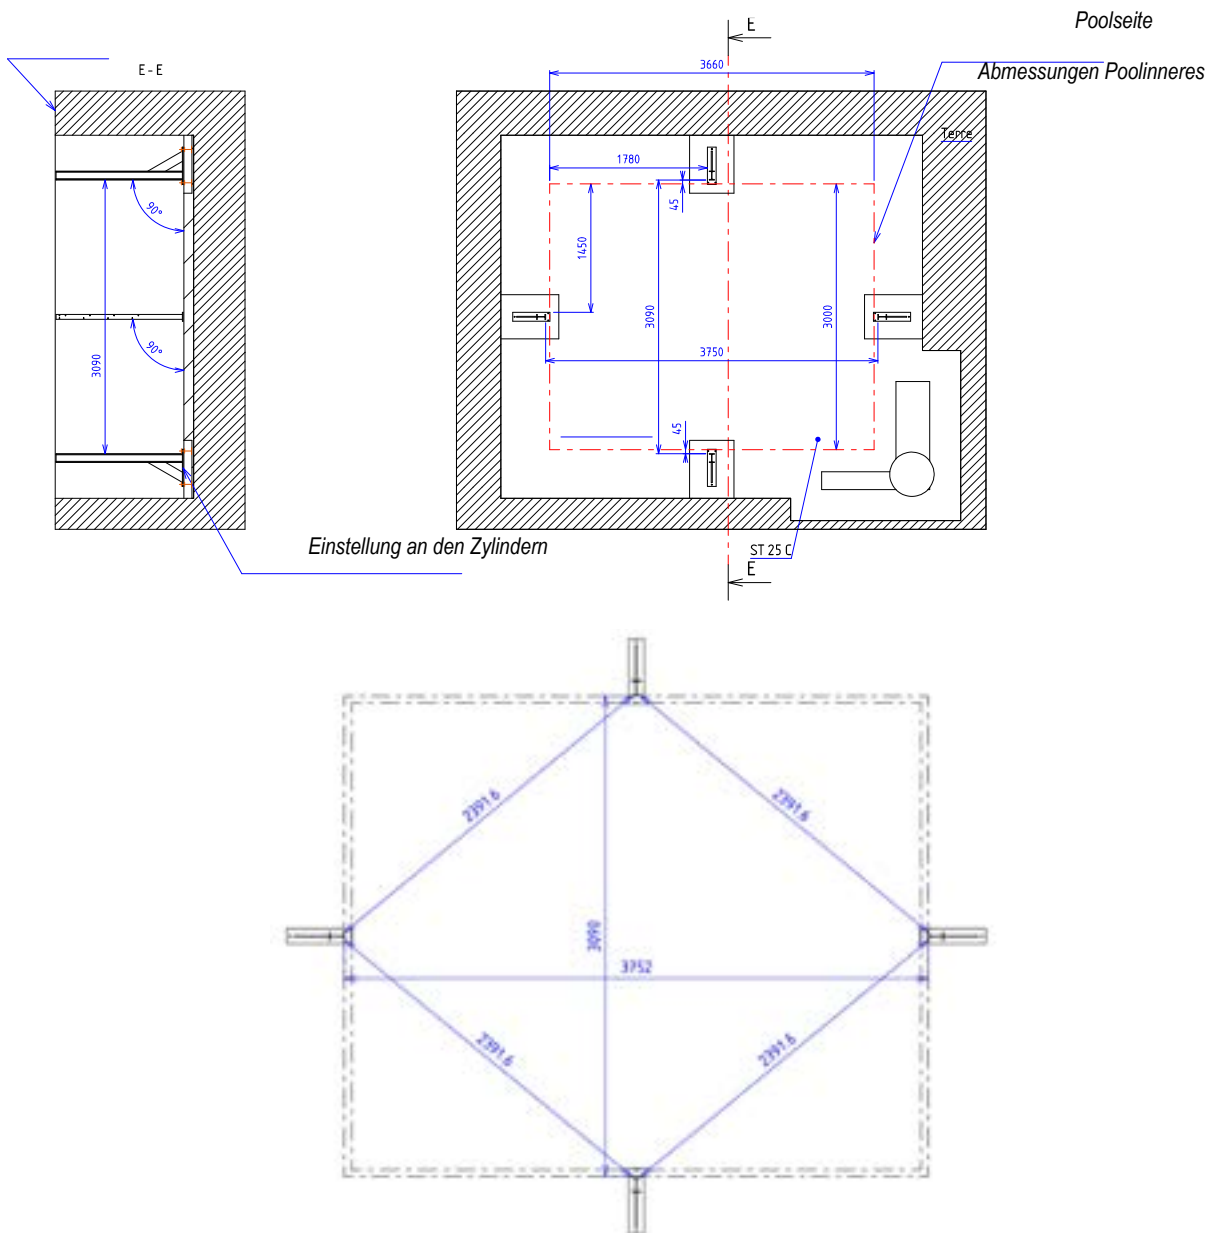 Poolseite
E
E-E
3660
Abmessungen Poolinneres
Terre
1780
90°
45
1450
3090
3000
3090
90°
3750
45
Einstellung an den Zylindern
ST 25 C
E
2391.6
2391.6
3090
3752
2391.6
2391.6